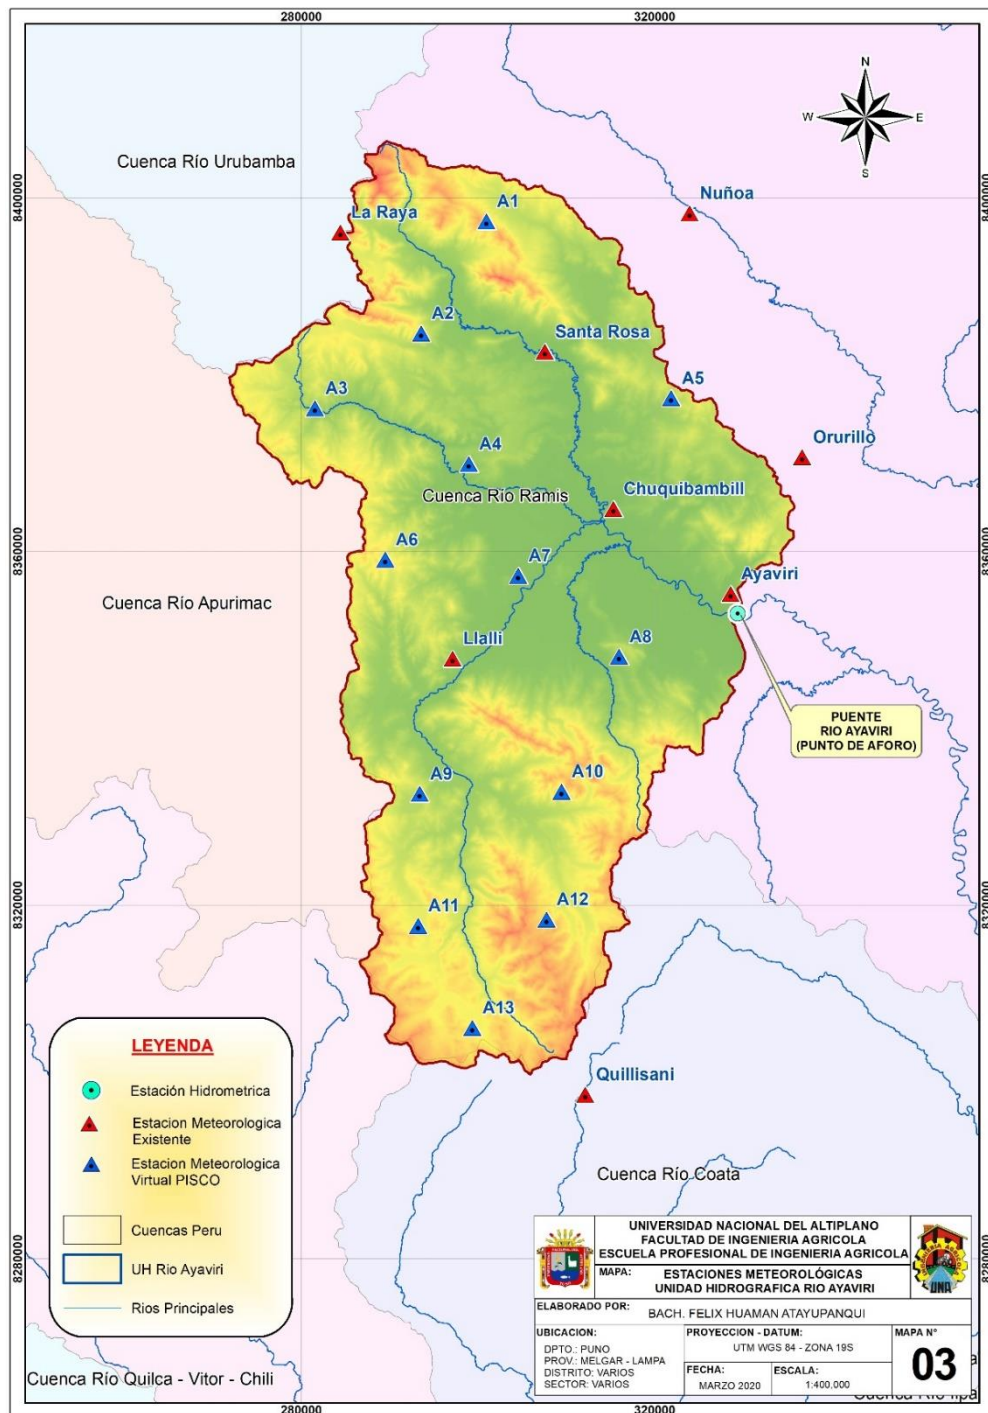 280000
320000
N
W
E
S
Cuenca Río Urubamba
8400000
8400000
La Raya
A1
Nuñoa
A2
Santa Rosa
A3
A5
A4
Orurillo
Cuenca Rio Ramis
Chuquibambill
8360000
8360000
A6
A7
Ayaviri
Cuenca Río Apurimac
Llalli
A8
PUENTE
RIO AYAVIRI
(PUNTO DE AFORO)
A9
A10
8320000
8320000
A11
A12
A13
LEYENDA
Estación Hidrometrica
Estacion Meteorologica
Existente
Estacion Meteorologica
Virtual PISCO
Cuencas Peru
UH Rio Ayaviri
Rios Principales
Quillisani
Cuenca Río Coata
8280000
8280000
UNIVERSIDAD NACIONAL DEL ALTIPLANO
FACULTAD DE INGENIERIA AGRICOLA
ESCUELA PROFESIONAL DE INGENIERIA AGRICOLA
MAPA:
ESTACIONES METEOROLÓGICAS
UNIDAD HIDROGRAFICA RIO AYAVIRI
UNA
ELABORADO POR:
BACH. FELIX HUAMAN ATAYUPANQUI
UBICACION:
DPTO.: PUNO
PROV.: MELGAR - LAMPA
DISTRITO: VARIOS
SECTOR: VARIOS
PROYECCION - DATUM:
UTM WGS 84 - ZONA 19S
FECHA:
MARZO 2020
ESCALA:
1:400,000
MAPA N°
03
Cuenca Río Quilca - Vitor - Chili
280000
320000